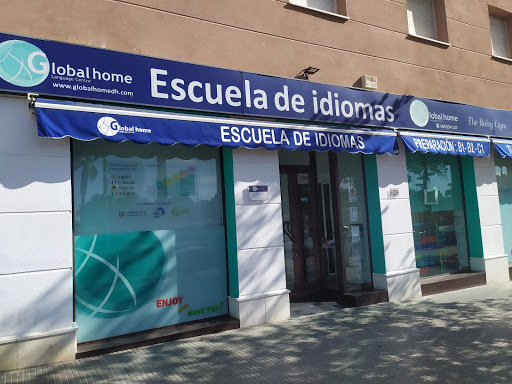 Global home
Language Centre
www.globalhomedh.com
Escuela de idiomas
Global home
The Baby Gym
Global home
ESCUELA DE IDIOMAS
PREPARACIÓN: B1-B2-C1
ENJOY
HAVE FUN!